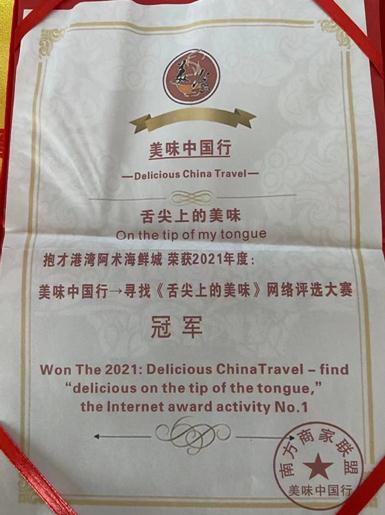 美味中国行
—Delicious China Travel—
舌尖上的美味
On the tip of my tongue
抱才港湾阿术海鲜城 荣获2021年度：
美味中国行→寻找《舌尖上的美味》网络评选大赛
冠军
Won The 2021: Delicious ChinaTravel – find
“delicious on the tip of the tongue,”
the Internet award activity No.1
南方商家联盟
美味中国行